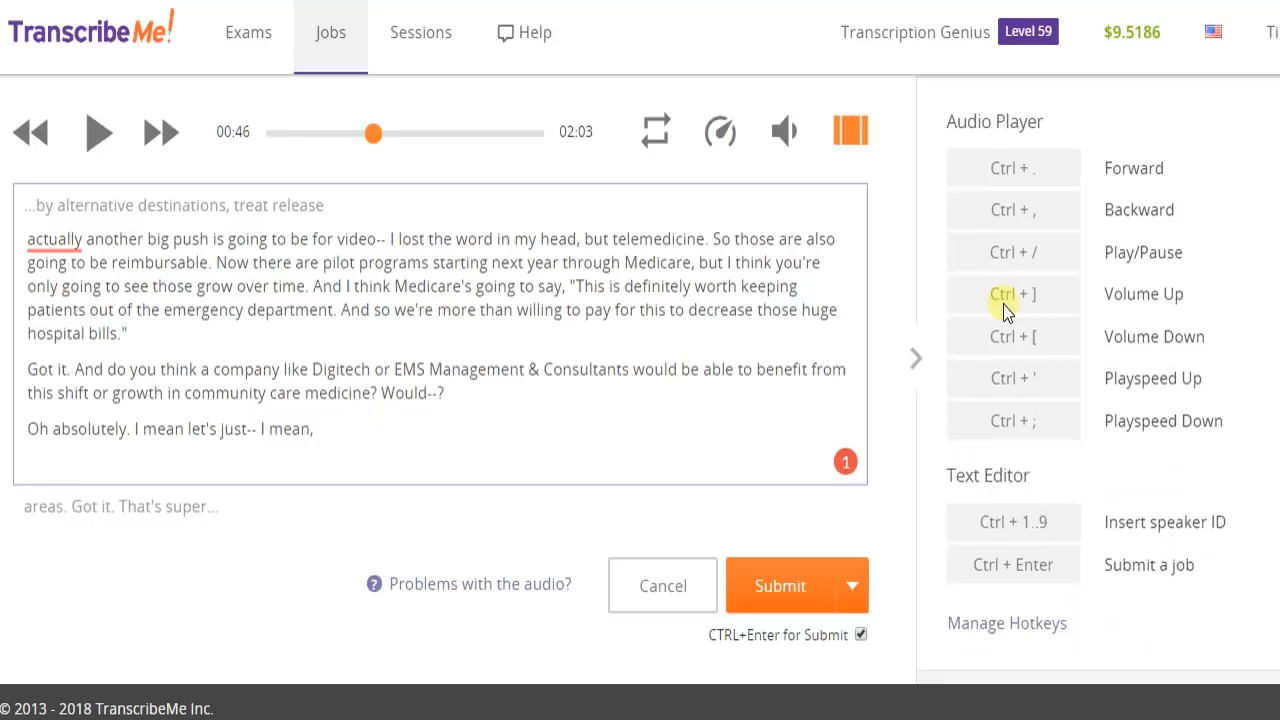 TranscribeMe!
Exams
Jobs
Sessions
Help
Transcription Genius
Level 59
$9.5186
Ti
00:46
02:03
...by alternative destinations, treat release
actually another big push is going to be for video-- I lost the word in my head, but telemedicine. So those are also
going to be reimbursable. Now there are pilot programs starting next year through Medicare, but I think you're
only going to see those grow over time. And I think Medicare's going to say, "This is definitely worth keeping
patients out of the emergency department. And so we're more than willing to pay for this to decrease those huge
hospital bills."
Got it. And do you think a company like Digitech or EMS Management & Consultants would be able to benefit from
this shift or growth in community care medicine? Would--?
Oh absolutely. I mean let's just-- I mean,
1
areas. Got it. That's super...
? Problems with the audio?
Cancel
Submit
CTRL+Enter for Submit
Audio Player
Ctrl + . Forward
Ctrl + , Backward
Ctrl + / Play/Pause
Ctrl + ] Volume Up
Ctrl + [ Volume Down
Ctrl + ' Playspeed Up
Ctrl + ; Playspeed Down
Text Editor
Ctrl + 1..9 Insert speaker ID
Ctrl + Enter Submit a job
Manage Hotkeys
© 2013 - 2018 TranscribeMe Inc.